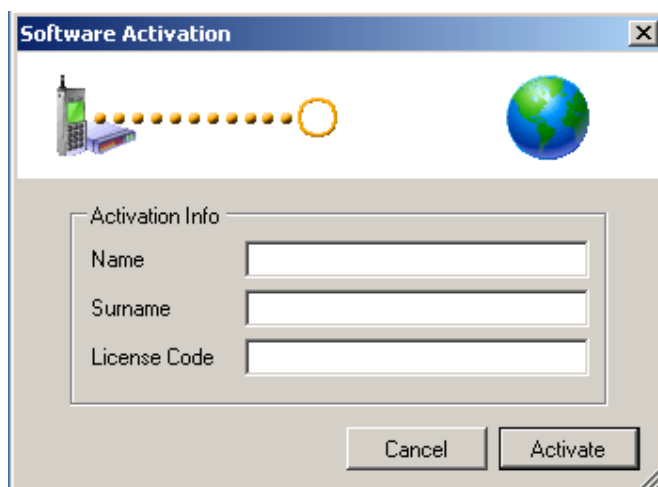 Software Activation
Activation Info
Name
Surname
License Code
Cancel Activate